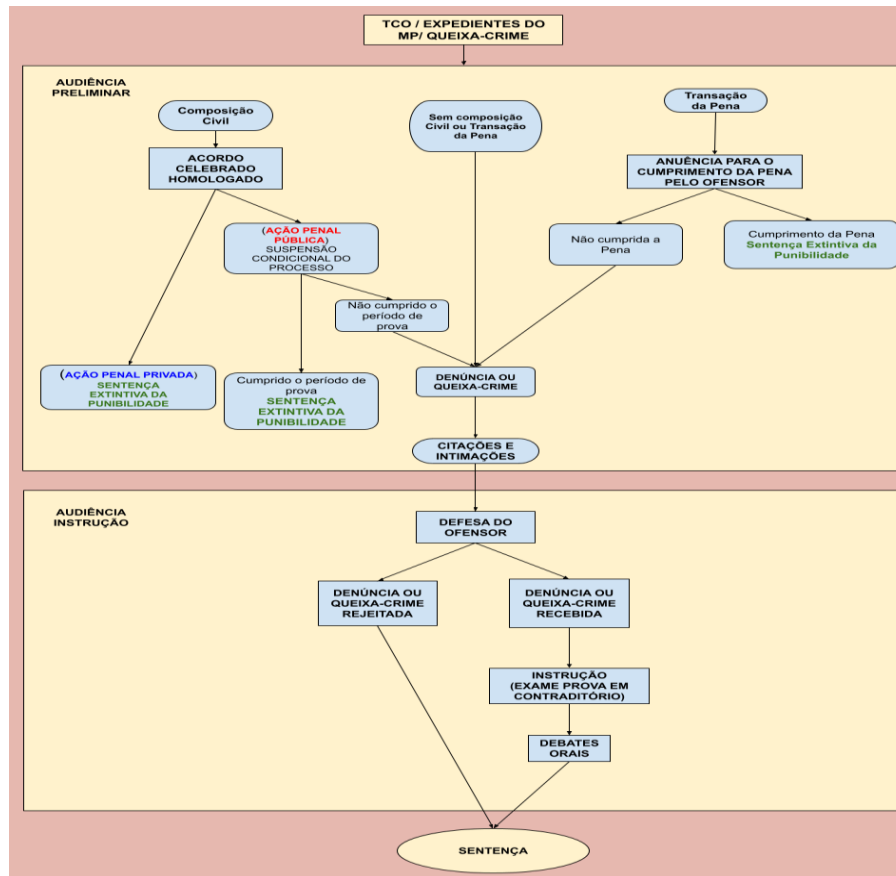 TCO / EXPEDIENTES DO
MP/ QUEIXA-CRIME
AUDIÊNCIA
PRELIMINAR
Composição
Civil
Sem composição
Civil ou Transação
da Pena
Transação
da Pena
ACORDO
CELEBRADO
HOMOLOGADO
ANUÊNCIA PARA O
CUMPRIMENTO DA PENA
PELO OFENSOR
(AÇÃO PENAL
PÚBLICA)
SUSPENSÃO
CONDICIONAL DO
PROCESSO
Não cumprida a
Pena
Cumprimento da Pena
Sentença Extintiva da
Punibilidade
Não cumprido o
período de
prova
(AÇÃO PENAL PRIVADA)
SENTENÇA
EXTINTIVA DA
PUNIBILIDADE
Cumprido o período de
prova
SENTENÇA
EXTINTIVA DA
PUNIBILIDADE
DENÚNCIA OU
QUEIXA-CRIME
CITAÇÕES E
INTIMAÇÕES
AUDIÊNCIA
INSTRUÇÃO
DEFESA DO
OFENSOR
DENÚNCIA OU
QUEIXA-CRIME
REJEITADA
DENÚNCIA OU
QUEIXA-CRIME
RECEBIDA
INSTRUÇÃO
(EXAME PROVA EM
CONTRADITÓRIO)
DEBATES
ORAIS
SENTENÇA